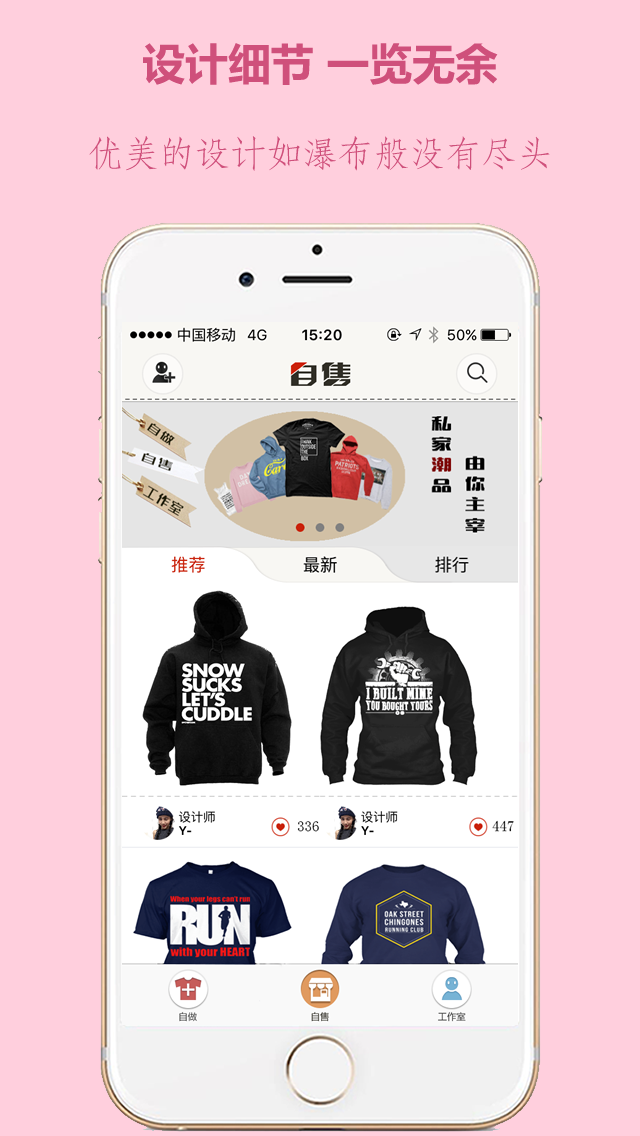 设计细节 一览无余
优美的设计如瀑布般没有尽头
中国移动 4G 15:20 50%
自售
自做
自售
工作室
THINK
OUTSIDE
THE
BOX
PATRIOTS
私家潮品
由你主宰
推荐 最新 排行
SNOW
SUCKS
LET'S
CUDDLE
I BUILT MINE
YOU BOUGHT YOURS
设计师
Y-
336
设计师
Y-
447
When your legs can't run
RUN
with your HEART
OAK STREET
CHINGONES
RUNNING CLUB
自做 自售 工作室